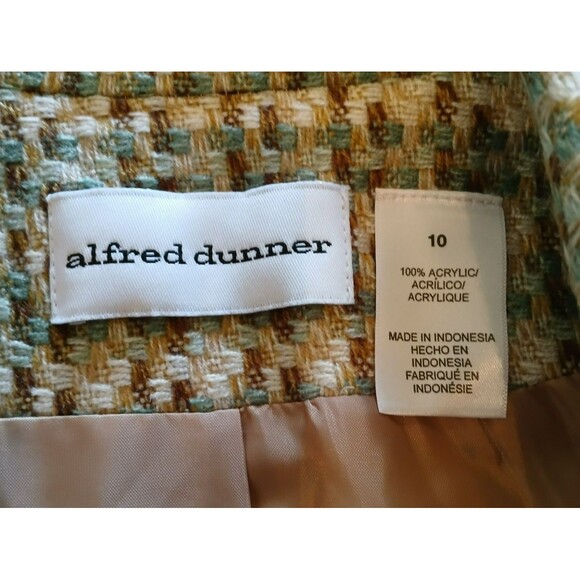 alfred dunner
10
100% ACRYLIC/
ACRÍLICO/
ACRYLIQUE
MADE IN INDONESIA
HECHO EN
INDONESIA
FABRIQUÉ EN
INDONÉSIE